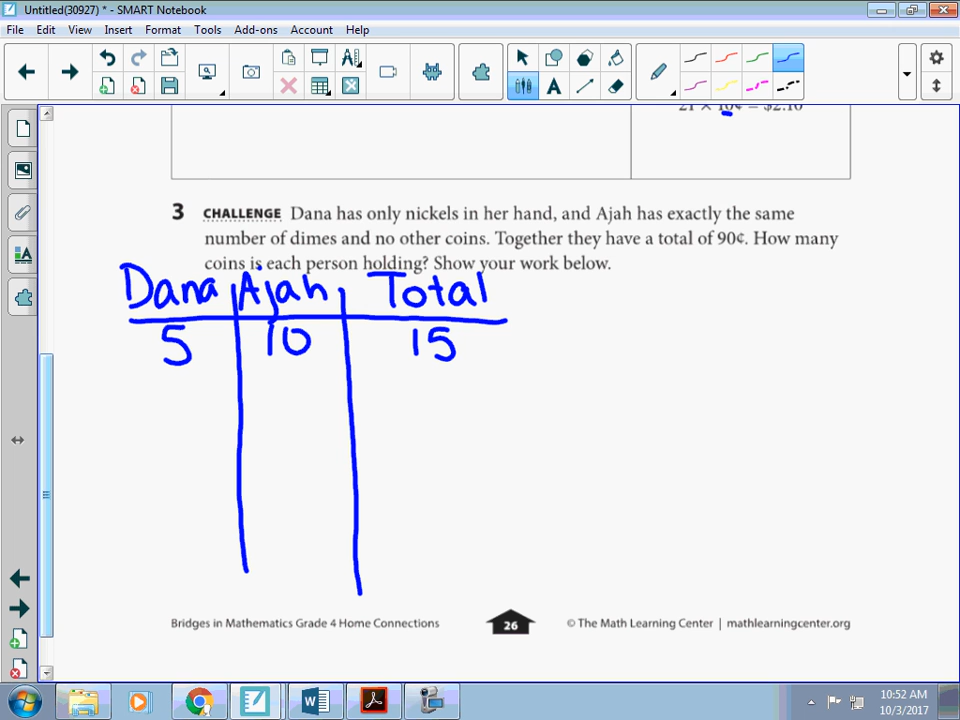 Untitled(30927) * - SMART Notebook
File Edit View Insert Format Tools Add-ons Account Help
21 × 10¢ = $2.10
3 CHALLENGE Dana has only nickels in her hand, and Ajah has exactly the same
number of dimes and no other coins. Together they have a total of 90¢. How many
coins is each person holding? Show your work below.
Dana Ajah Total
5 10 15
Bridges in Mathematics Grade 4 Home Connections 26 © The Math Learning Center | mathlearningcenter.org
10:52 AM
10/3/2017